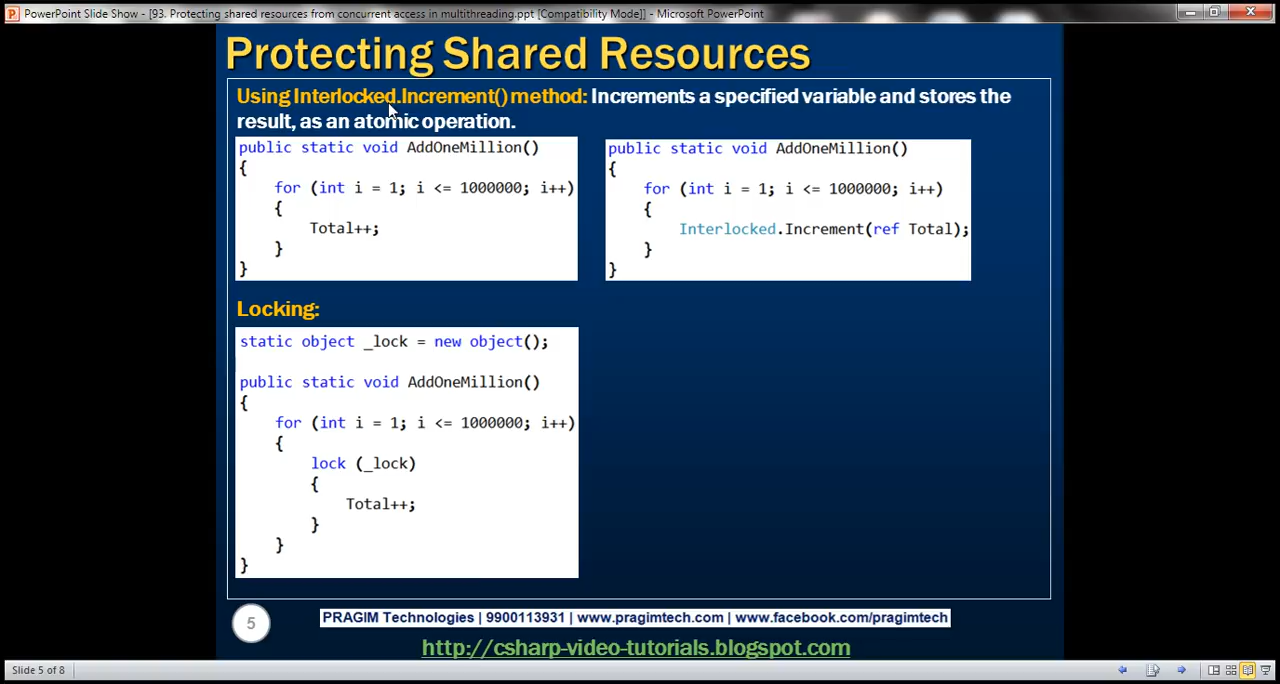 PowerPoint Slide Show - [93. Protecting shared resources from concurrent access in multithreading.ppt [Compatibility Mode]] - Microsoft PowerPoint
Protecting Shared Resources
Using Interlocked.Increment() method: Increments a specified variable and stores the
result, as an atomic operation.
public static void AddOneMillion()
{
for (int i = 1; i <= 1000000; i++)
{
Total++;
}
}
public static void AddOneMillion()
{
for (int i = 1; i <= 1000000; i++)
{
Interlocked.Increment(ref Total);
}
}
Locking:
static object _lock = new object();
public static void AddOneMillion()
{
for (int i = 1; i <= 1000000; i++)
{
lock (_lock)
{
Total++;
}
}
}
5
PRAGIM Technologies | 9900113931 | www.pragimtech.com | www.facebook.com/pragimtech
http://csharp-video-tutorials.blogspot.com
Slide 5 of 8